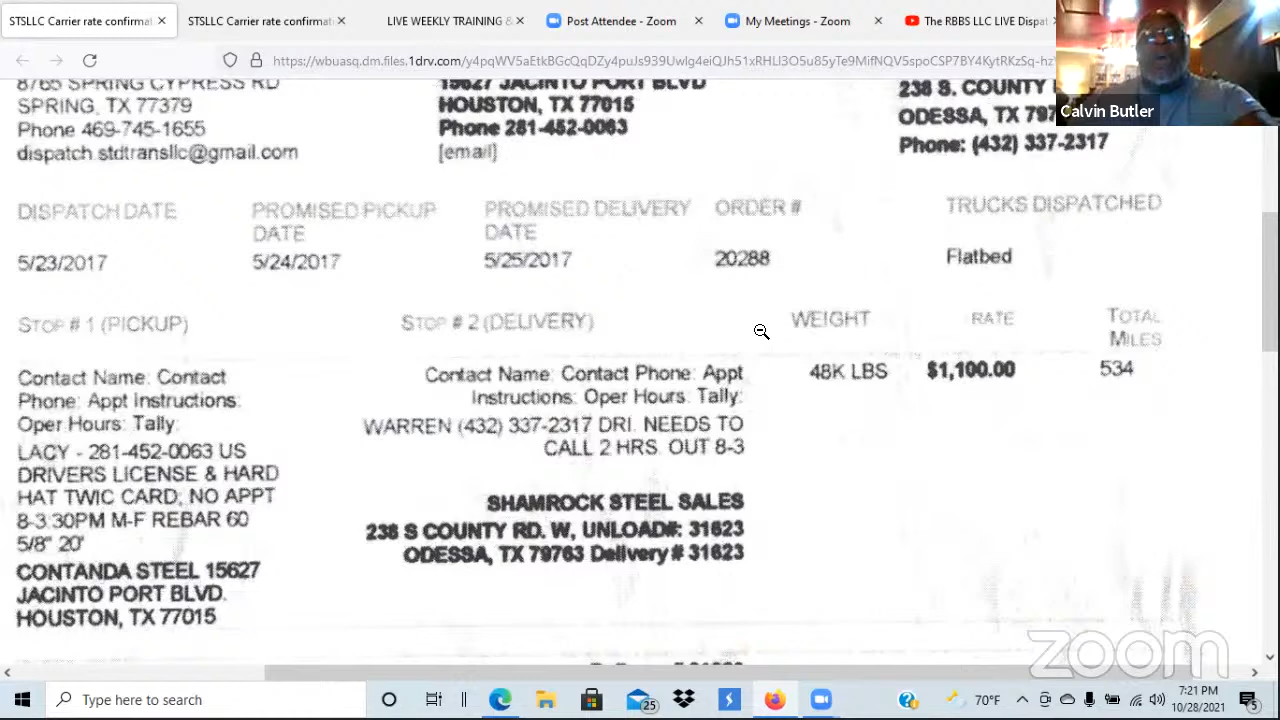 STSLLC Carrier rate confirmat
STSLLC Carrier rate confirmat
LIVE WEEKLY TRAINING &
Post Attendee - Zoom
My Meetings - Zoom
The RBBS LLC LIVE Dispat
Calvin Butler
8765 SPRING CYPRESS RD
SPRING, TX 77379
Phone 469-745-1655
dispatch.stdtransllc@gmail.com
JACINTO PORT BLVD
HOUSTON, TX 77015
Phone 281-452-0063
[email]
238 S. COUNTY
ODESSA, TX
Phone: (432) 337-2317
DISPATCH DATE
PROMISED PICKUP
DATE
PROMISED DELIVERY
DATE
ORDER #
TRUCKS DISPATCHED
5/23/2017
5/24/2017
5/25/2017
20288
Flatbed
STOP # 1 (PICKUP)
STOP # 2 (DELIVERY)
WEIGHT
RATE
TOTAL
MILES
Contact Name: Contact
Phone: Appt Instructions:
Oper Hours: Tally:
LACY - 281-452-0063 US
DRIVERS LICENSE & HARD
HAT TWIC CARD; NO APPT
8-3:30PM M-F REBAR 60
5/8" 20'
CONTANDA STEEL 15627
JACINTO PORT BLVD.
HOUSTON, TX 77015
Contact Name: Contact Phone: Appt
Instructions: Oper Hours: Tally:
WARREN (432) 337-2317 DRI. NEEDS TO
CALL 2 HRS. OUT 8-3
SHAMROCK STEEL SALES
238 S COUNTY RD. W, UNLOAD#: 31623
ODESSA, TX 79763 Delivery # 31623
48K LBS
$1,100.00
534
zoom
Type here to search
25
70°F
7:21 PM
10/28/2021
5